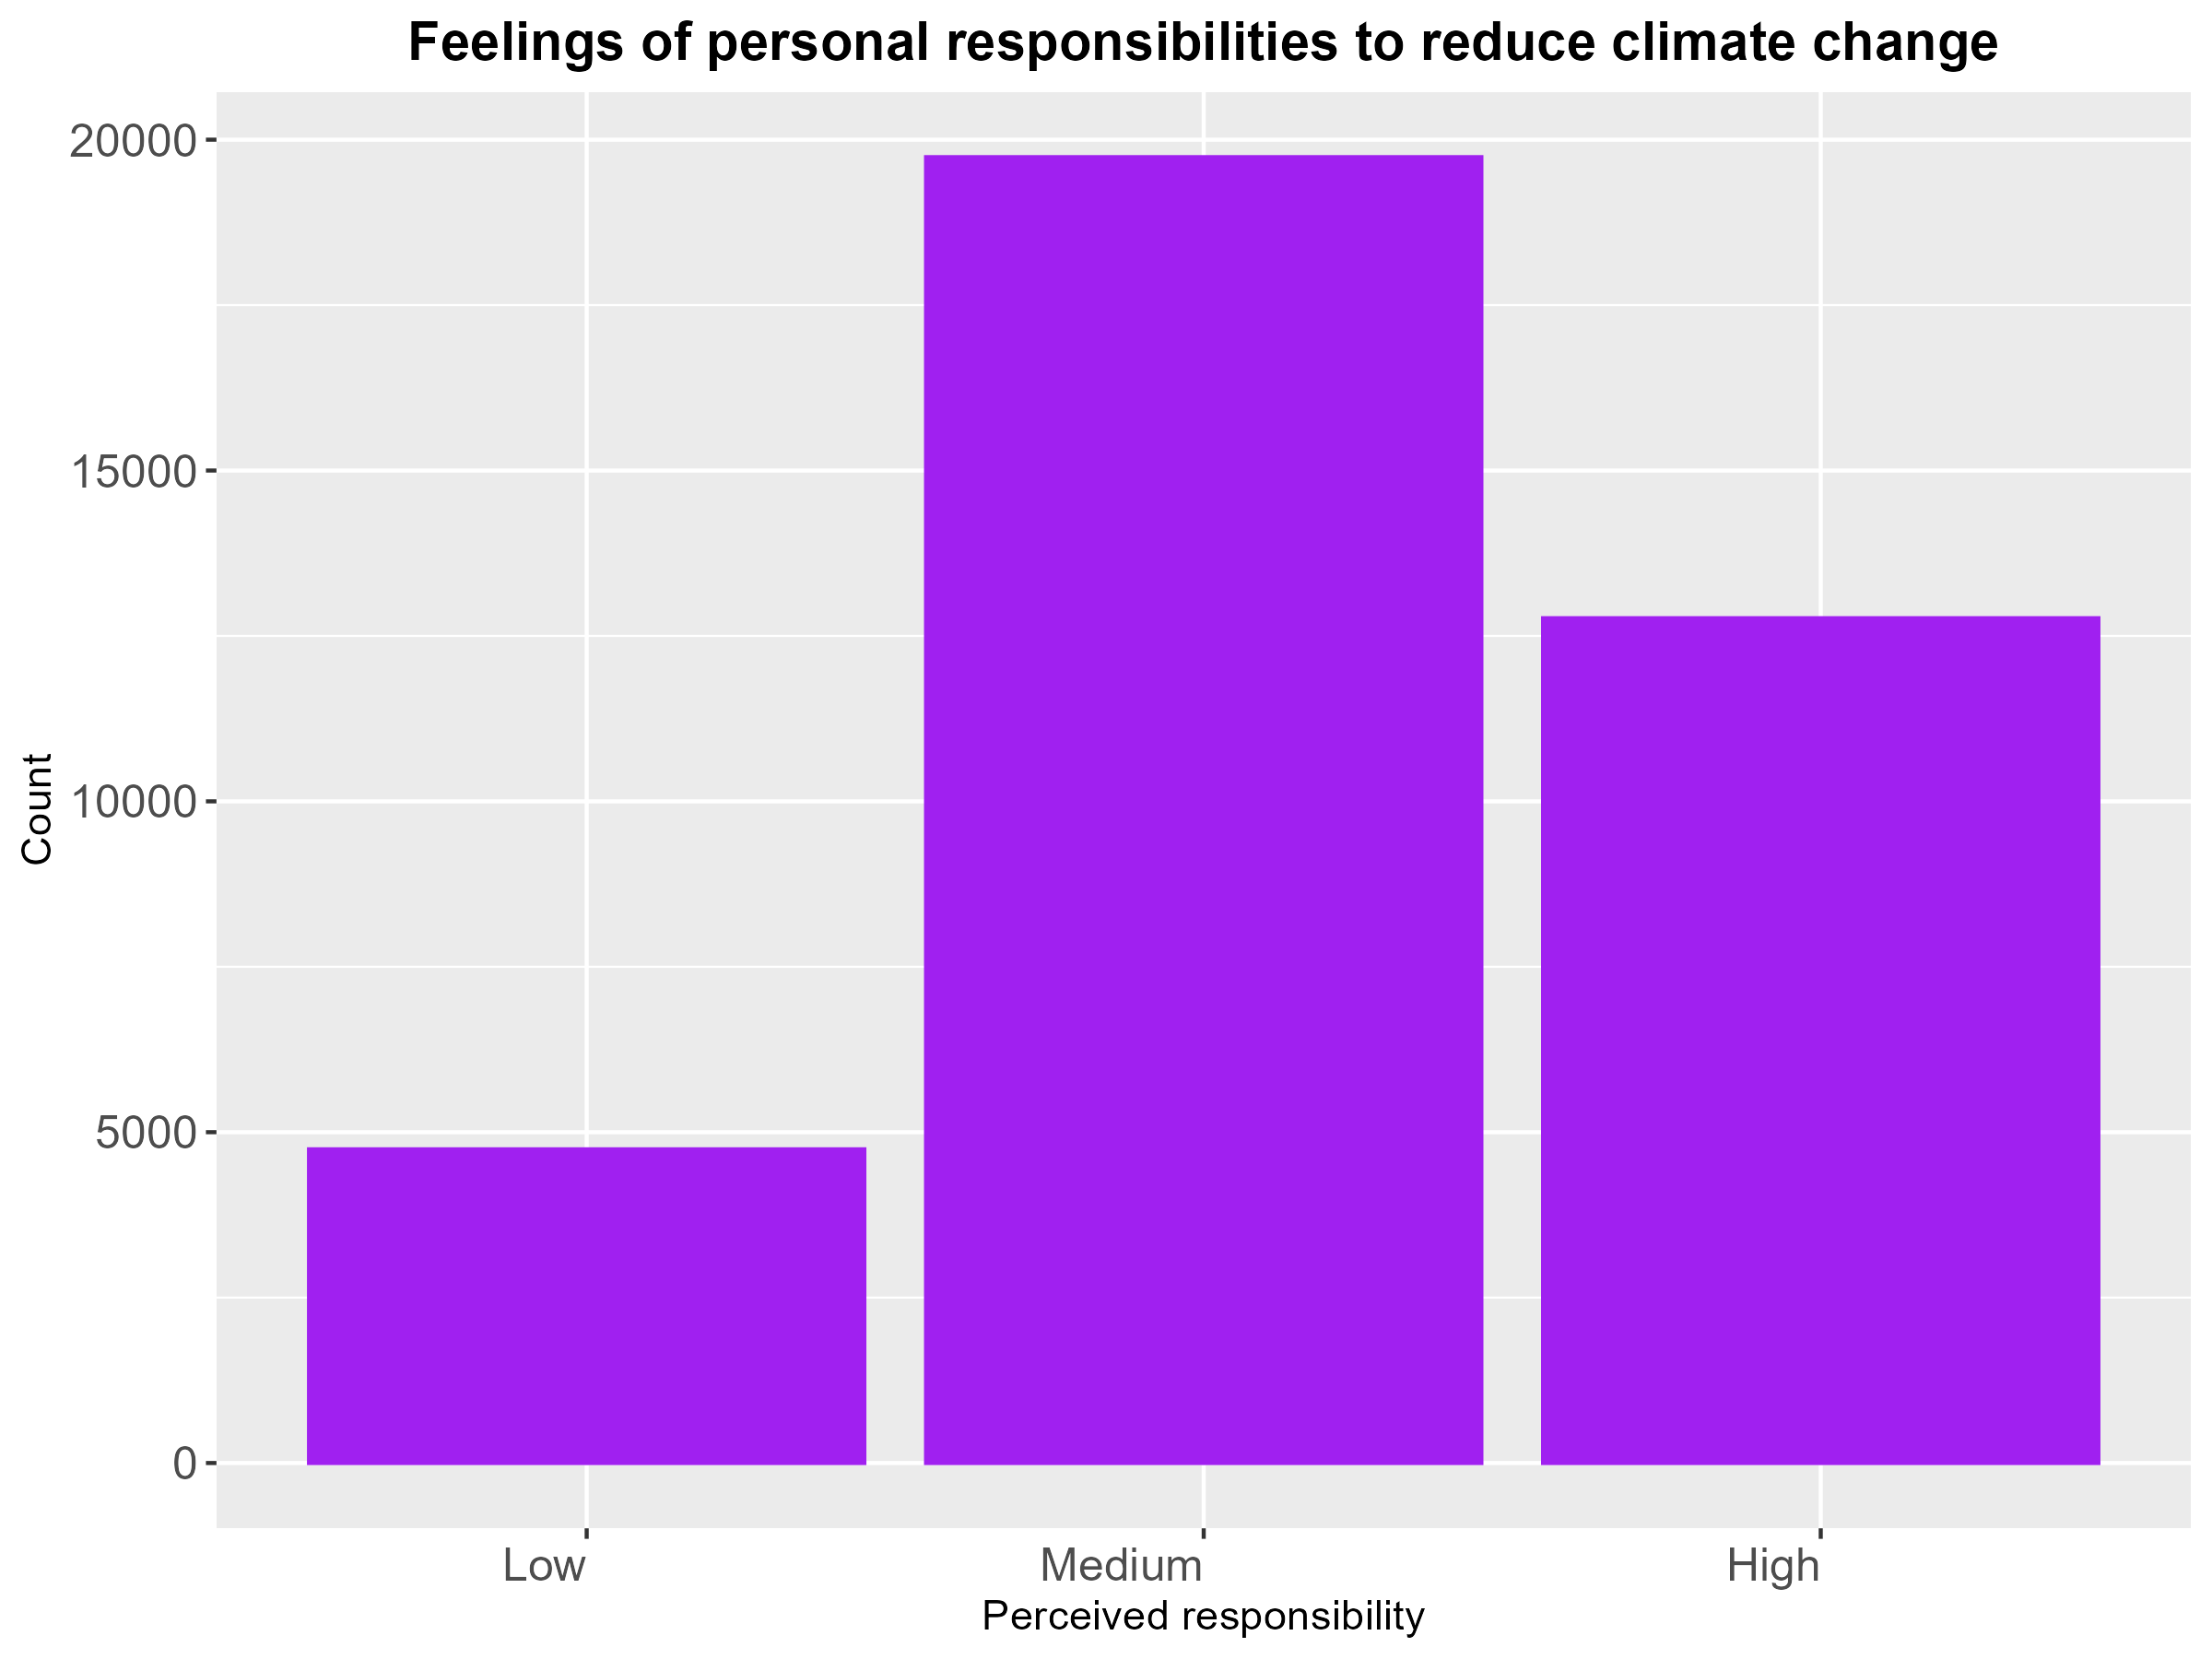 Feelings of personal responsibilities to reduce climate change
20000
15000
10000
5000
0
Count
Low Medium High
Perceived responsibility